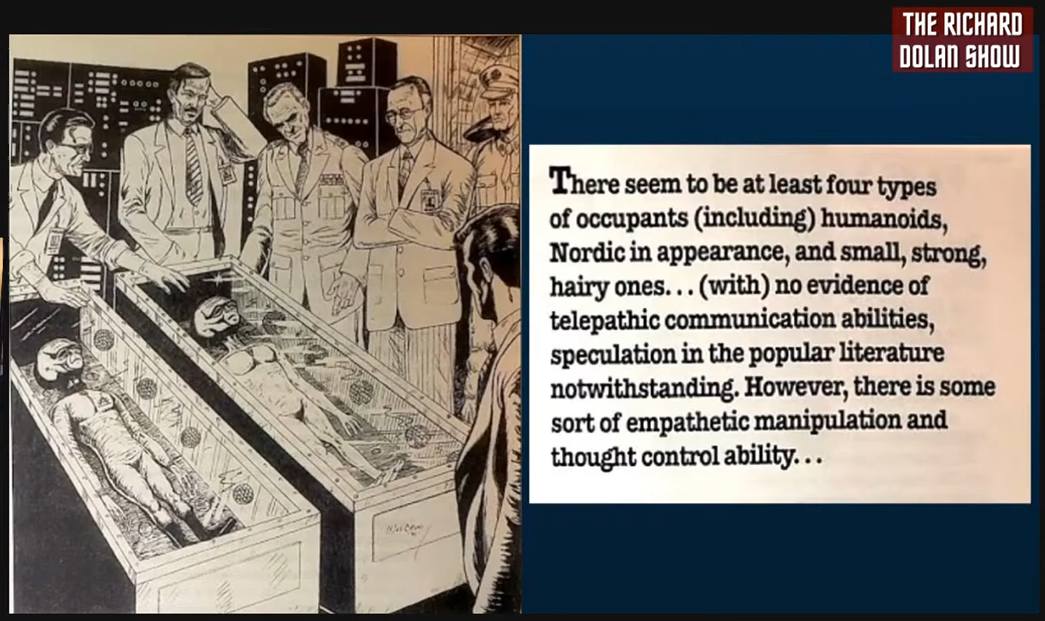 THE RICHARD
DOLAN SHOW
There seem to be at least four types
of occupants (including) humanoids,
Nordic in appearance, and small, strong,
hairy ones. . . (with) no evidence of
telepathic communication abilities,
speculation in the popular literature
notwithstanding. However, there is some
sort of empathetic manipulation and
thought control ability. . .